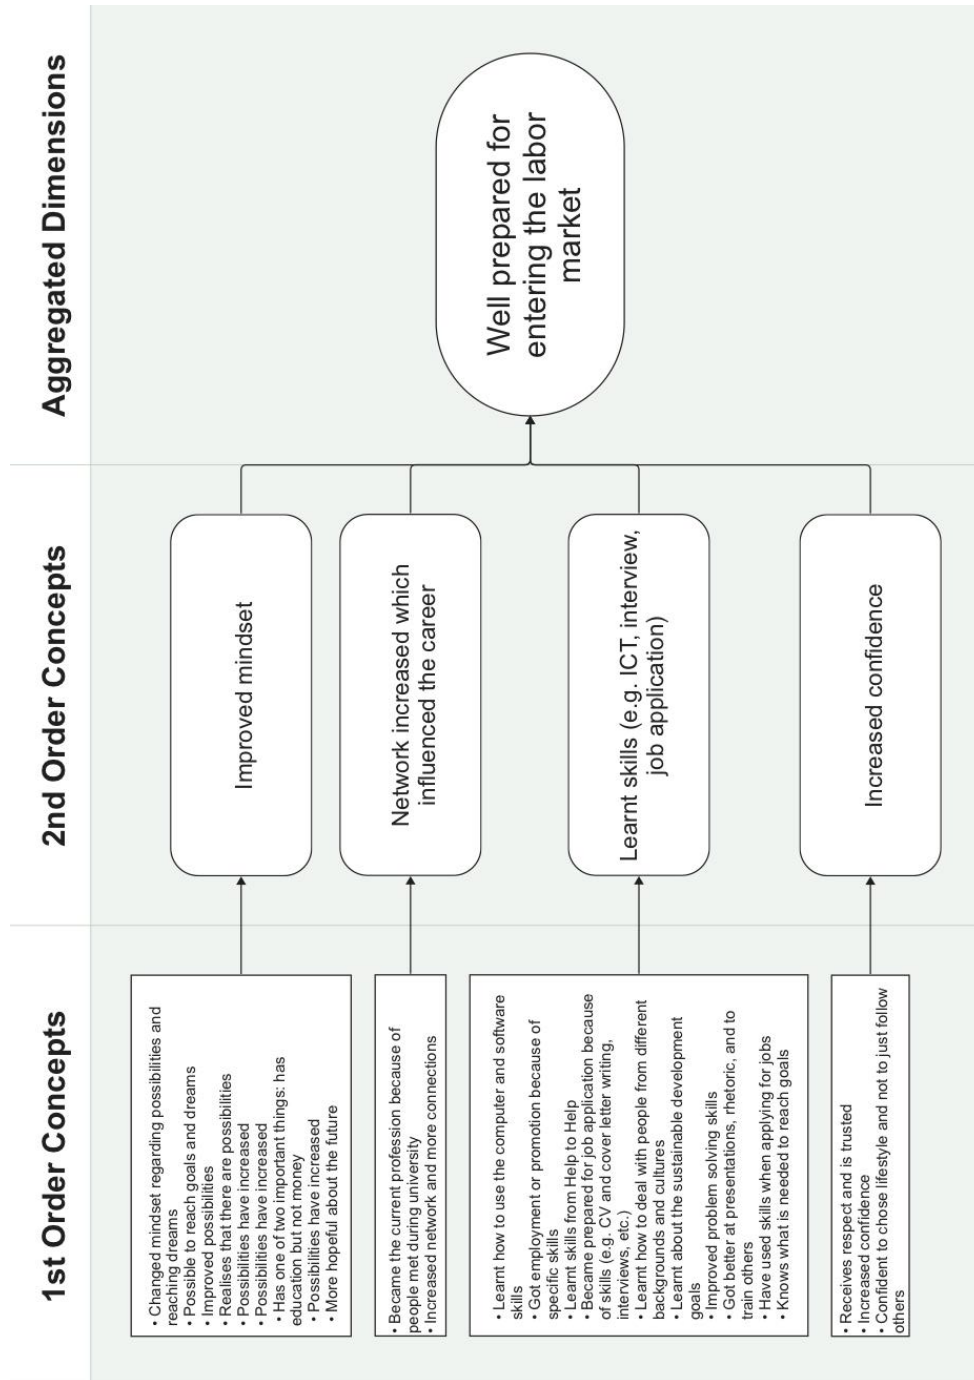 1st Order Concepts
2nd Order Concepts
Aggregated Dimensions
• Changed mindset regarding possibilities and
reaching dreams
• Possible to reach goals and dreams
• Improved possibilities
• Realises that there are possibilities
• Possibilities have increased
• Possibilities have increased
• Has one of two important things: has
education but not money
• Possibilities have increased
• More hopeful about the future
Improved mindset
• Became the current profession because of
people met during university
• Increased network and more connections
Network increased which
influenced the career
• Learnt how to use the computer and software
skills
• Got employment or promotion because of
specific skills
• Learnt skills from Help to Help
• Became prepared for job application because
of skills (e.g. CV and cover letter writing,
interviews, etc.)
• Learnt how to deal with people from different
backgrounds and cultures
• Learnt about the sustainable development
goals
• Improved problem solving skills
• Got better at presentations, rhetoric, and to
train others
• Have used skills when applying for jobs
• Knows what is needed to reach goals
Learnt skills (e.g. ICT, interview,
job application)
• Receives respect and is trusted
• Increased confidence
• Confident to chose lifestyle and not to just follow
others
Increased confidence
Well prepared for
entering the labor
market